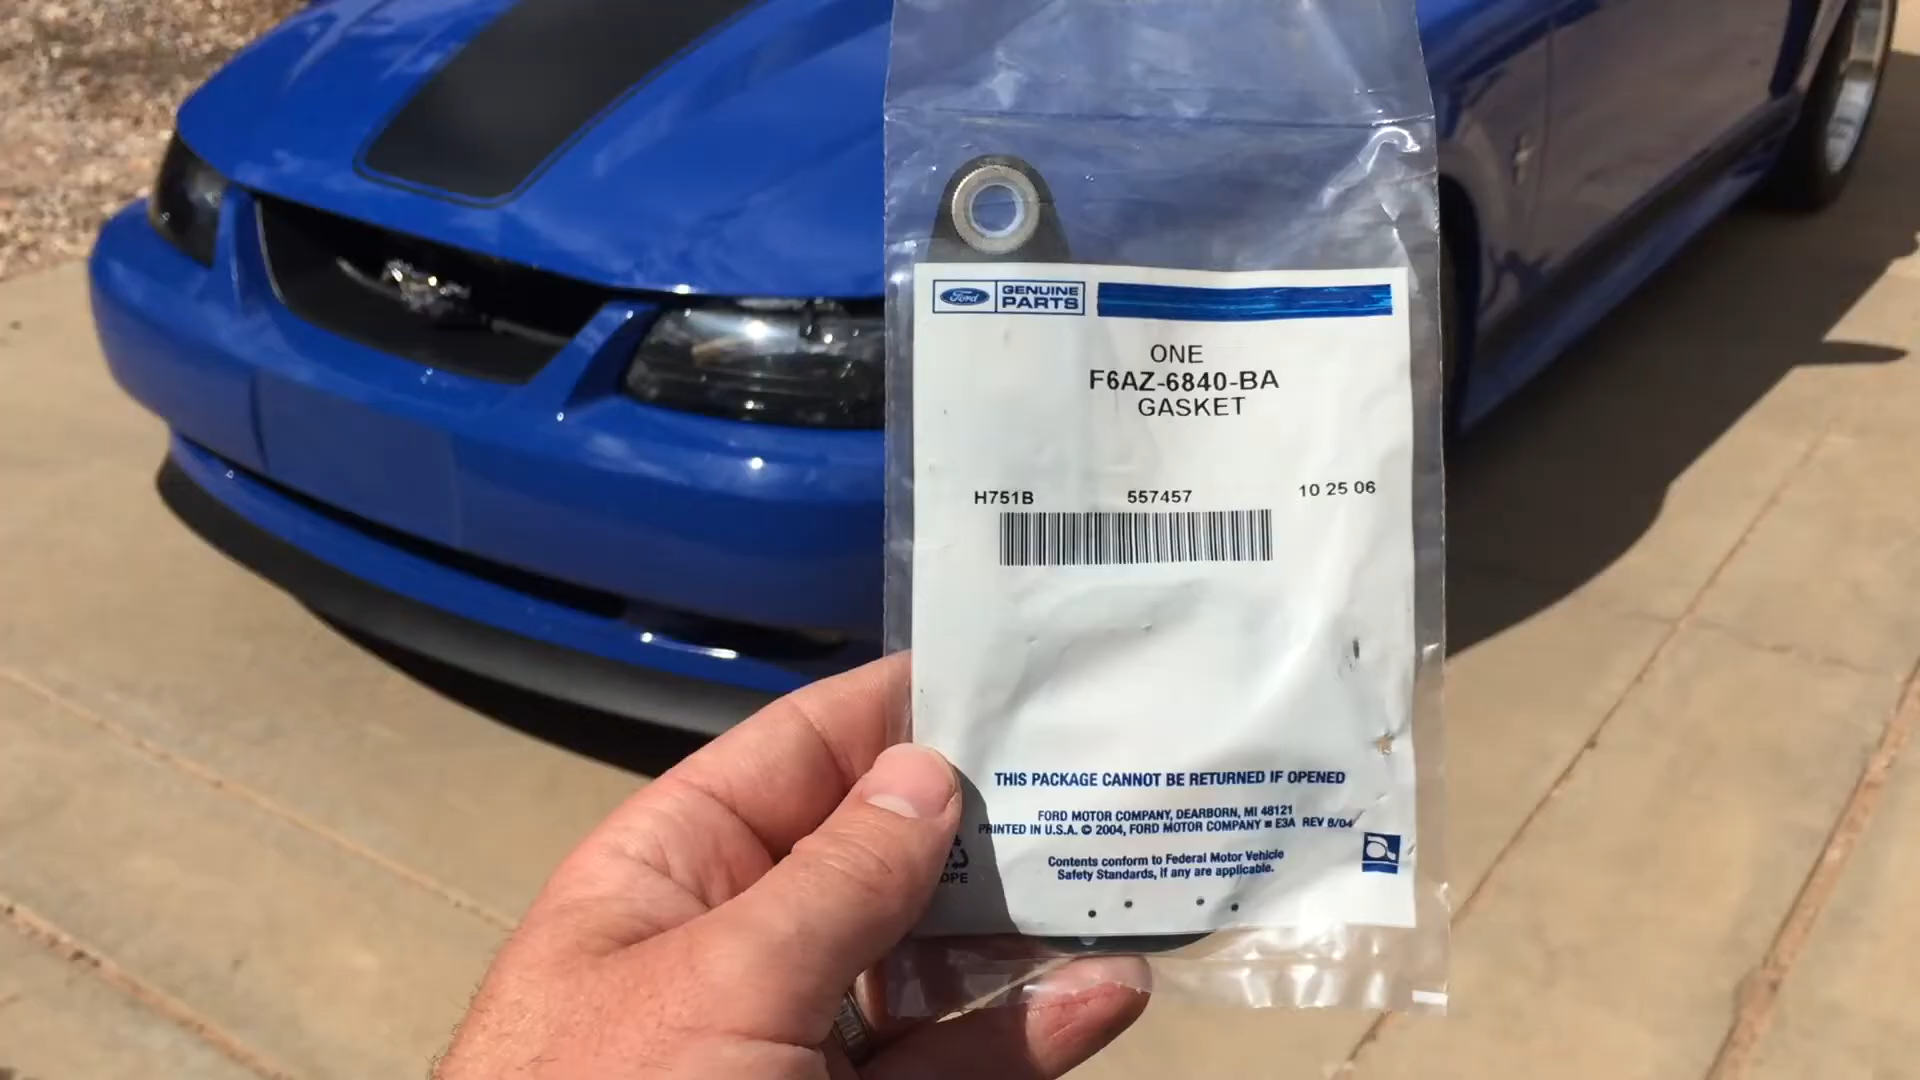 Ford GENUINE PARTS
ONE
F6AZ-6840-BA
GASKET
H751B 557457 10 25 06
THIS PACKAGE CANNOT BE RETURNED IF OPENED
FORD MOTOR COMPANY, DEARBORN, MI 48121
PRINTED IN U.S.A. © 2004, FORD MOTOR COMPANY ■ E3A REV 8/04
Contents conform to Federal Motor Vehicle
Safety Standards, if any are applicable.